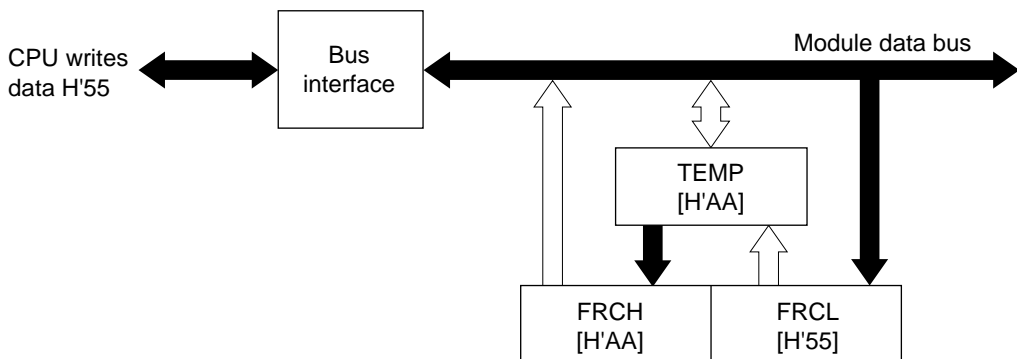 CPU writes
data H'55
Bus
interface
Module data bus
TEMP
[H'AA]
FRCH
[H'AA]
FRCL
[H'55]